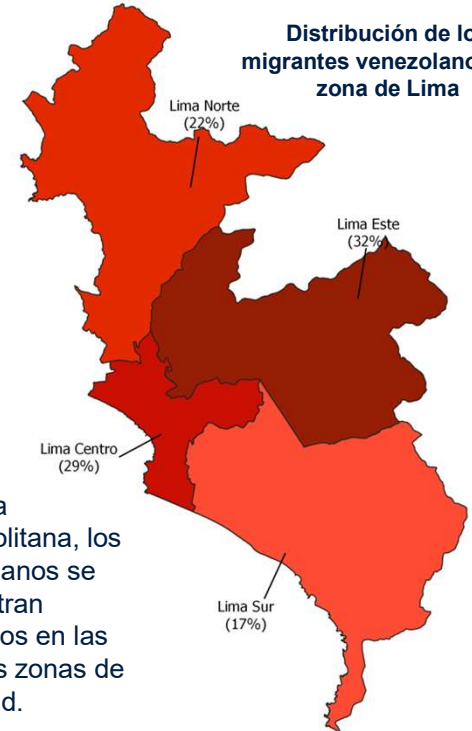 Distribución de lo
migrantes venezolano
zona de Lima
Lima Norte
(22%)
Lima Este
(32%)
Lima Centro
(29%)
a
olitana, los
anos se
tran
os en las
s zonas de
d.
Lima Sur
(17%)